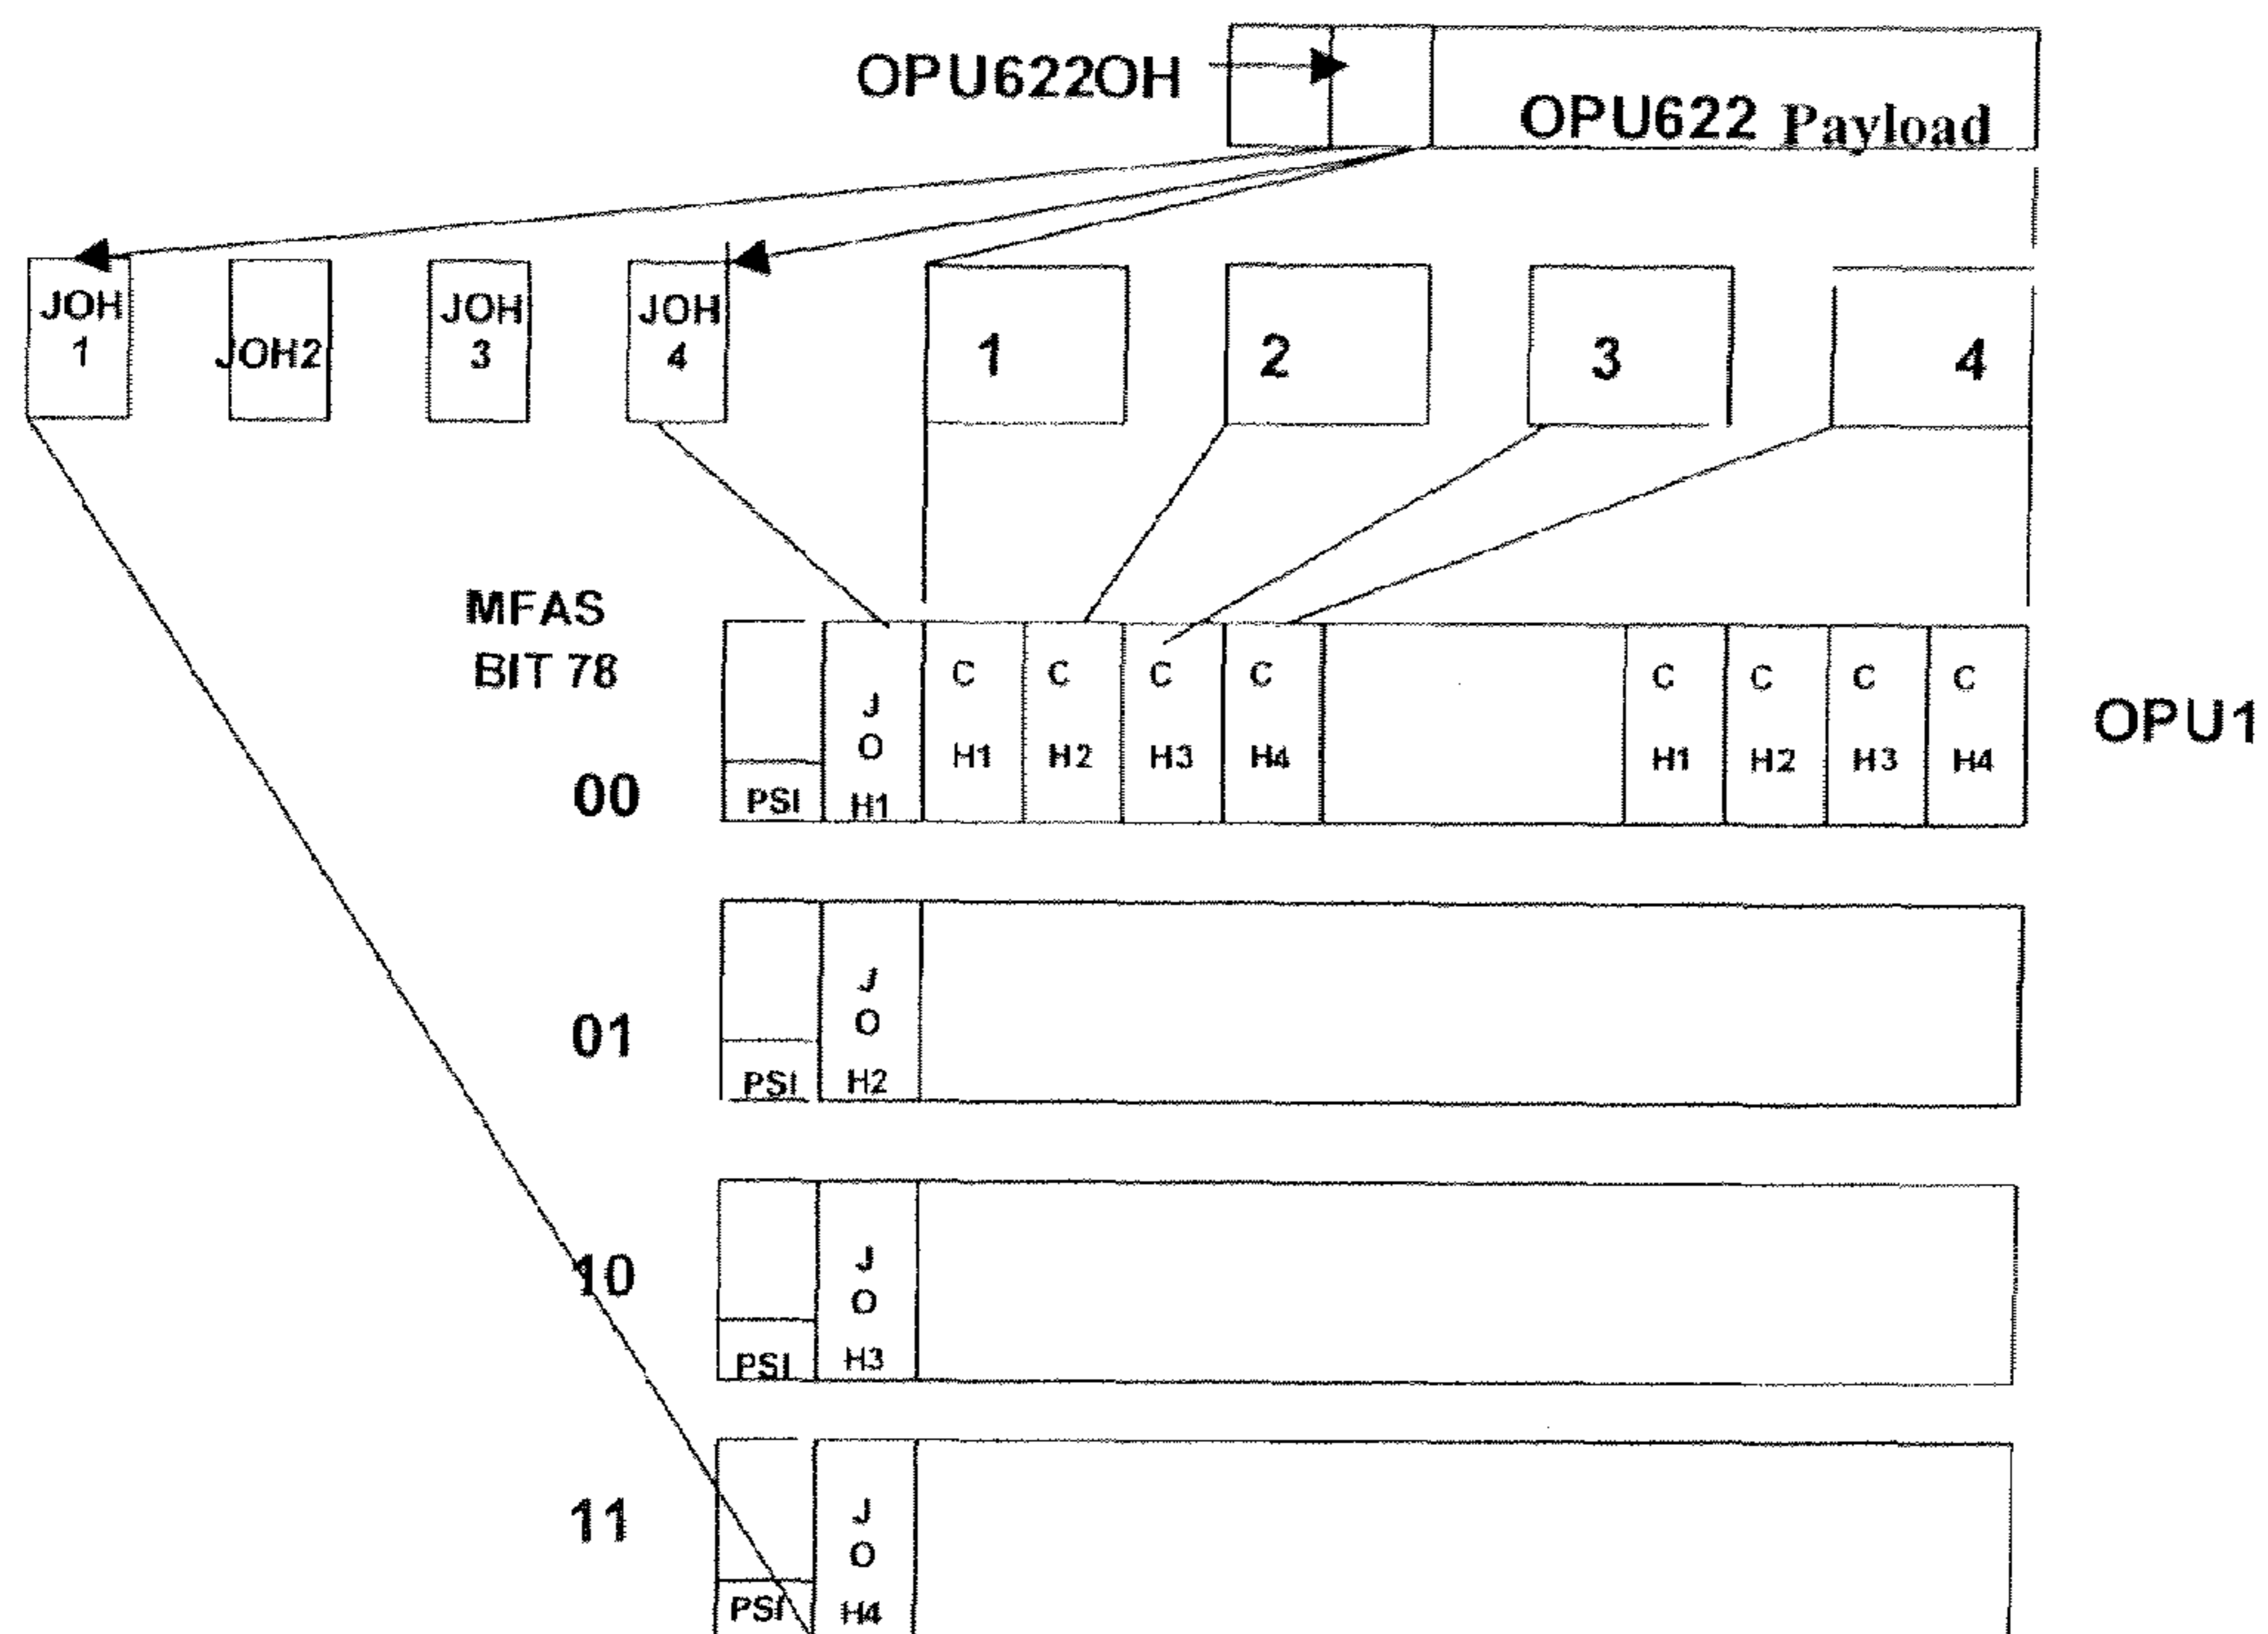 OPU622OH
OPU622 Payload
JOH
1
JOH2
JOH
3
JOH
4
1
2
3
4
MFAS
BIT 78
00
PSI
J
O
H1
C
H1
C
H2
C
H3
C
H4
C
H1
C
H2
C
H3
C
H4
OPU1
01
PSI
J
O
H2
10
PSI
J
O
H3
11
PSI
J
O
H4